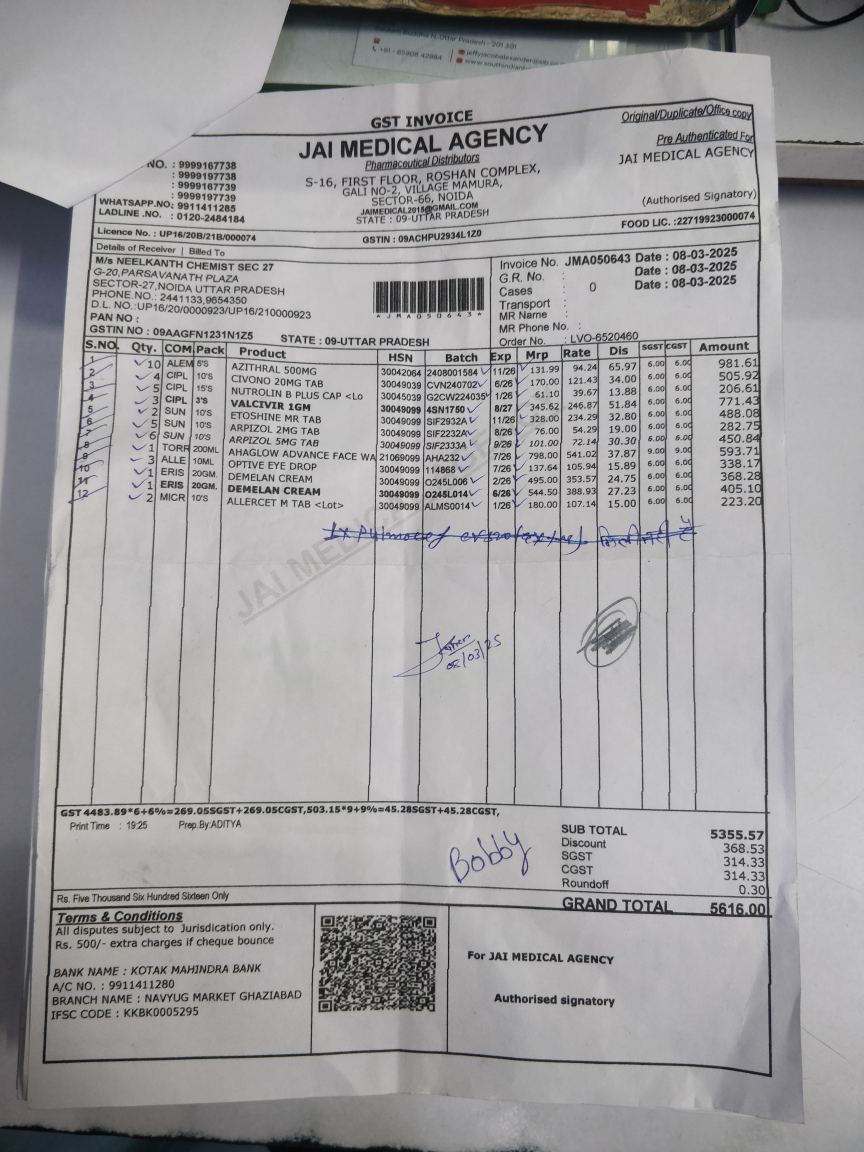 Gautam Buddha N, Uttar Pradesh - 201 301
+91 - 85908 42884
jeffyjacobalexander@sib.co
www.southindianb
GST INVOICE
Original/Duplicate/Office copy
JAI MEDICAL AGENCY
Pre Authenticated For
Pharmaceutical Distributors
JAI MEDICAL AGENCY
S-16, FIRST FLOOR, ROSHAN COMPLEX,
GALI NO-2, VILLAGE MAMURA,
SECTOR-66, NOIDA
JAIMEDICAL2015@GMAIL.COM
STATE : 09-UTTAR PRADESH
(Authorised Signatory)
NO. : 9999167738
: 9999197738
: 9999167739
: 9999197739
WHATSAPP.NO: 9911411285
LADLINE .NO. : 0120-2484184
Licence No. : UP16/20B/21B/000074
GSTIN : 09ACHPU2934L1Z0
FOOD LIC. :22719923000074
Details of Receiver | Billed To
M/s NEELKANTH CHEMIST SEC 27
G-20,PARSAVANATH PLAZA
SECTOR-27,NOIDA UTTAR PRADESH
PHONE.NO.: 2441133,9654350
D.L. NO.:UP16/20/0000923/UP16/210000923
PAN NO :
GSTIN NO : 09AAGFN1231N1Z5
STATE : 09-UTTAR PRADESH
*JMA050643*
Invoice No. JMA050643 Date : 08-03-2025
G.R. No. : Date : 08-03-2025
Cases : 0 Date : 08-03-2025
Transport :
MR Name :
MR Phone No. :
Order No. : LVO-6520460
S.NO. Qty. COM Pack Product HSN Batch Exp Mrp Rate Dis SGST CGST Amount
1 10 ALEM 5'S AZITHRAL 500MG 30042064 2408001584 11/26 131.99 94.24 65.97 6.00 6.00 981.61
2 4 CIPL 10'S CIVONO 20MG TAB 30049039 CVN240702 6/26 170.00 121.43 34.00 6.00 6.00 505.92
3 5 CIPL 15'S NUTROLIN B PLUS CAP <Lo 30045039 G2CW224035 1/26 61.10 39.67 13.88 6.00 6.00 206.61
4 3 CIPL 3'S VALCIVIR 1GM 30049099 4SN1750 8/27 345.62 246.87 51.84 6.00 6.00 771.43
5 2 SUN 10'S ETOSHINE MR TAB 30049099 SIF2932A 11/26 328.00 234.29 32.80 6.00 6.00 488.08
6 5 SUN 10'S ARPIZOL 2MG TAB 30049099 SIF2232A 8/26 76.00 54.29 19.00 6.00 6.00 282.75
7 6 SUN 10'S ARPIZOL 5MG TAB 30049099 SIF2333A 9/26 101.00 72.14 30.30 6.00 6.00 450.84
8 1 TORR 200ML AHAGLOW ADVANCE FACE WA 21069099 AHA232 7/26 798.00 541.02 37.87 9.00 9.00 593.71
9 3 ALLE 10ML OPTIVE EYE DROP 30049099 114868 7/26 137.64 105.94 15.89 6.00 6.00 338.17
10 1 ERIS 20GM. DEMELAN CREAM 30049099 O245L006 2/26 495.00 353.57 24.75 6.00 6.00 368.28
11 1 ERIS 20GM. DEMELAN CREAM 30049099 O245L014 6/26 544.50 388.93 27.23 6.00 6.00 405.10
12 2 MICR 10'S ALLERCET M TAB <Lot> 30049099 ALMS0014 1/26 180.00 107.14 15.00 6.00 6.00 223.20
JAI MEDIC
GST 4483.89*6+6%=269.05SGST+269.05CGST,503.15*9+9%=45.28SGST+45.28CGST,
Print Time : 19:25 Prep.By:ADITYA
Bobby
SUB TOTAL 5355.57
Discount 368.53
SGST 314.33
CGST 314.33
Roundoff 0.30
GRAND TOTAL 5616.00
Rs. Five Thousand Six Hundred Sixteen Only
Terms & Conditions
All disputes subject to Jurisdication only.
Rs. 500/- extra charges if cheque bounce
BANK NAME : KOTAK MAHINDRA BANK
A/C NO. : 9911411280
BRANCH NAME : NAVYUG MARKET GHAZIABAD
IFSC CODE : KKBK0005295
For JAI MEDICAL AGENCY
Authorised signatory